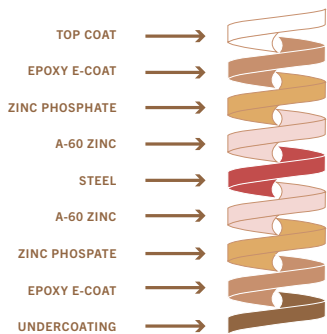 TOP COAT
EPOXY E-COAT
ZINC PHOSPHATE
A-60 ZINC
STEEL
A-60 ZINC
ZINC PHOSPATE
EPOXY E-COAT
UNDERCOATING